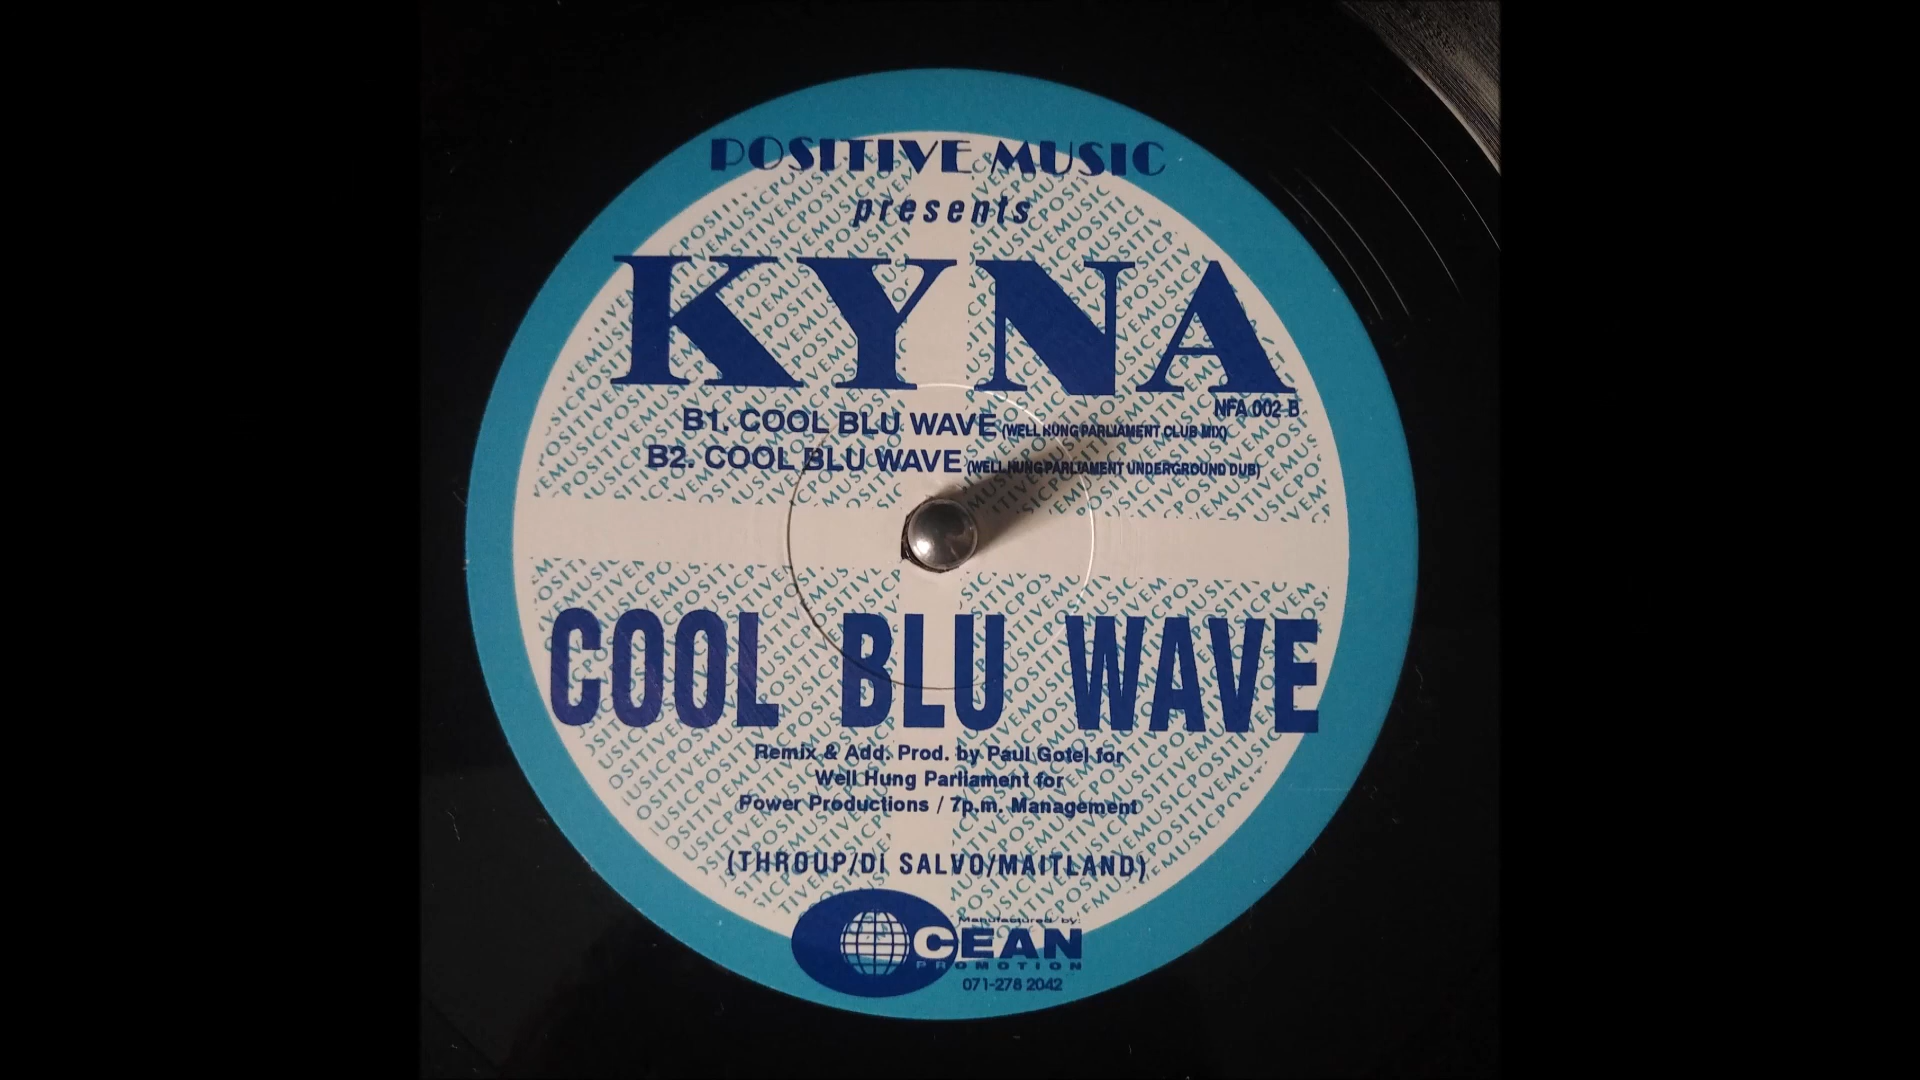 POSITIVE MUSIC
presents
KYNA
NFA 002-B
B1. COOL BLU WAVE (WELL HUNG PARLIAMENT CLUB MIX)
B2. COOL BLU WAVE (WELL HUNG PARLIAMENT UNDERGROUND DUB)
COOL BLU WAVE
Remix & Add. Prod. by Paul Gotel for
Well Hung Parliament for
Power Productions / 7p.m. Management
(THROUP/Di SALVO/MAITLAND)
Manufactured by:
OCEAN
PROMOTION
071-278 2042